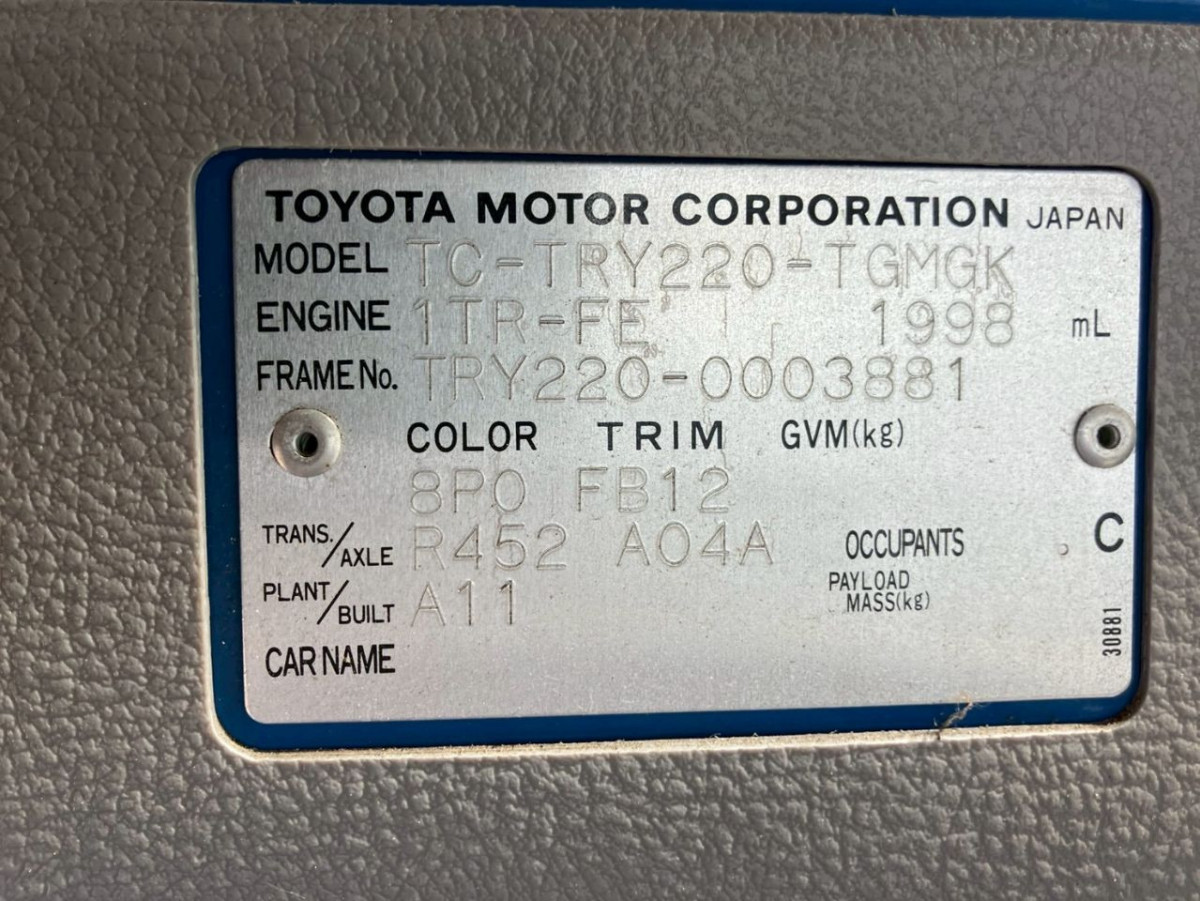 TOYOTA MOTOR CORPORATION JAPAN
MODEL TC-TRY220-TGMGK
ENGINE 1TR-FE 1998 mL
FRAME No. TRY220-0003881
COLOR TRIM GVM(kg)
8P0 FB12
TRANS./AXLE R452 A04A OCCUPANTS C
PLANT/BUILT A11 PAYLOAD MASS(kg)
CAR NAME
30881